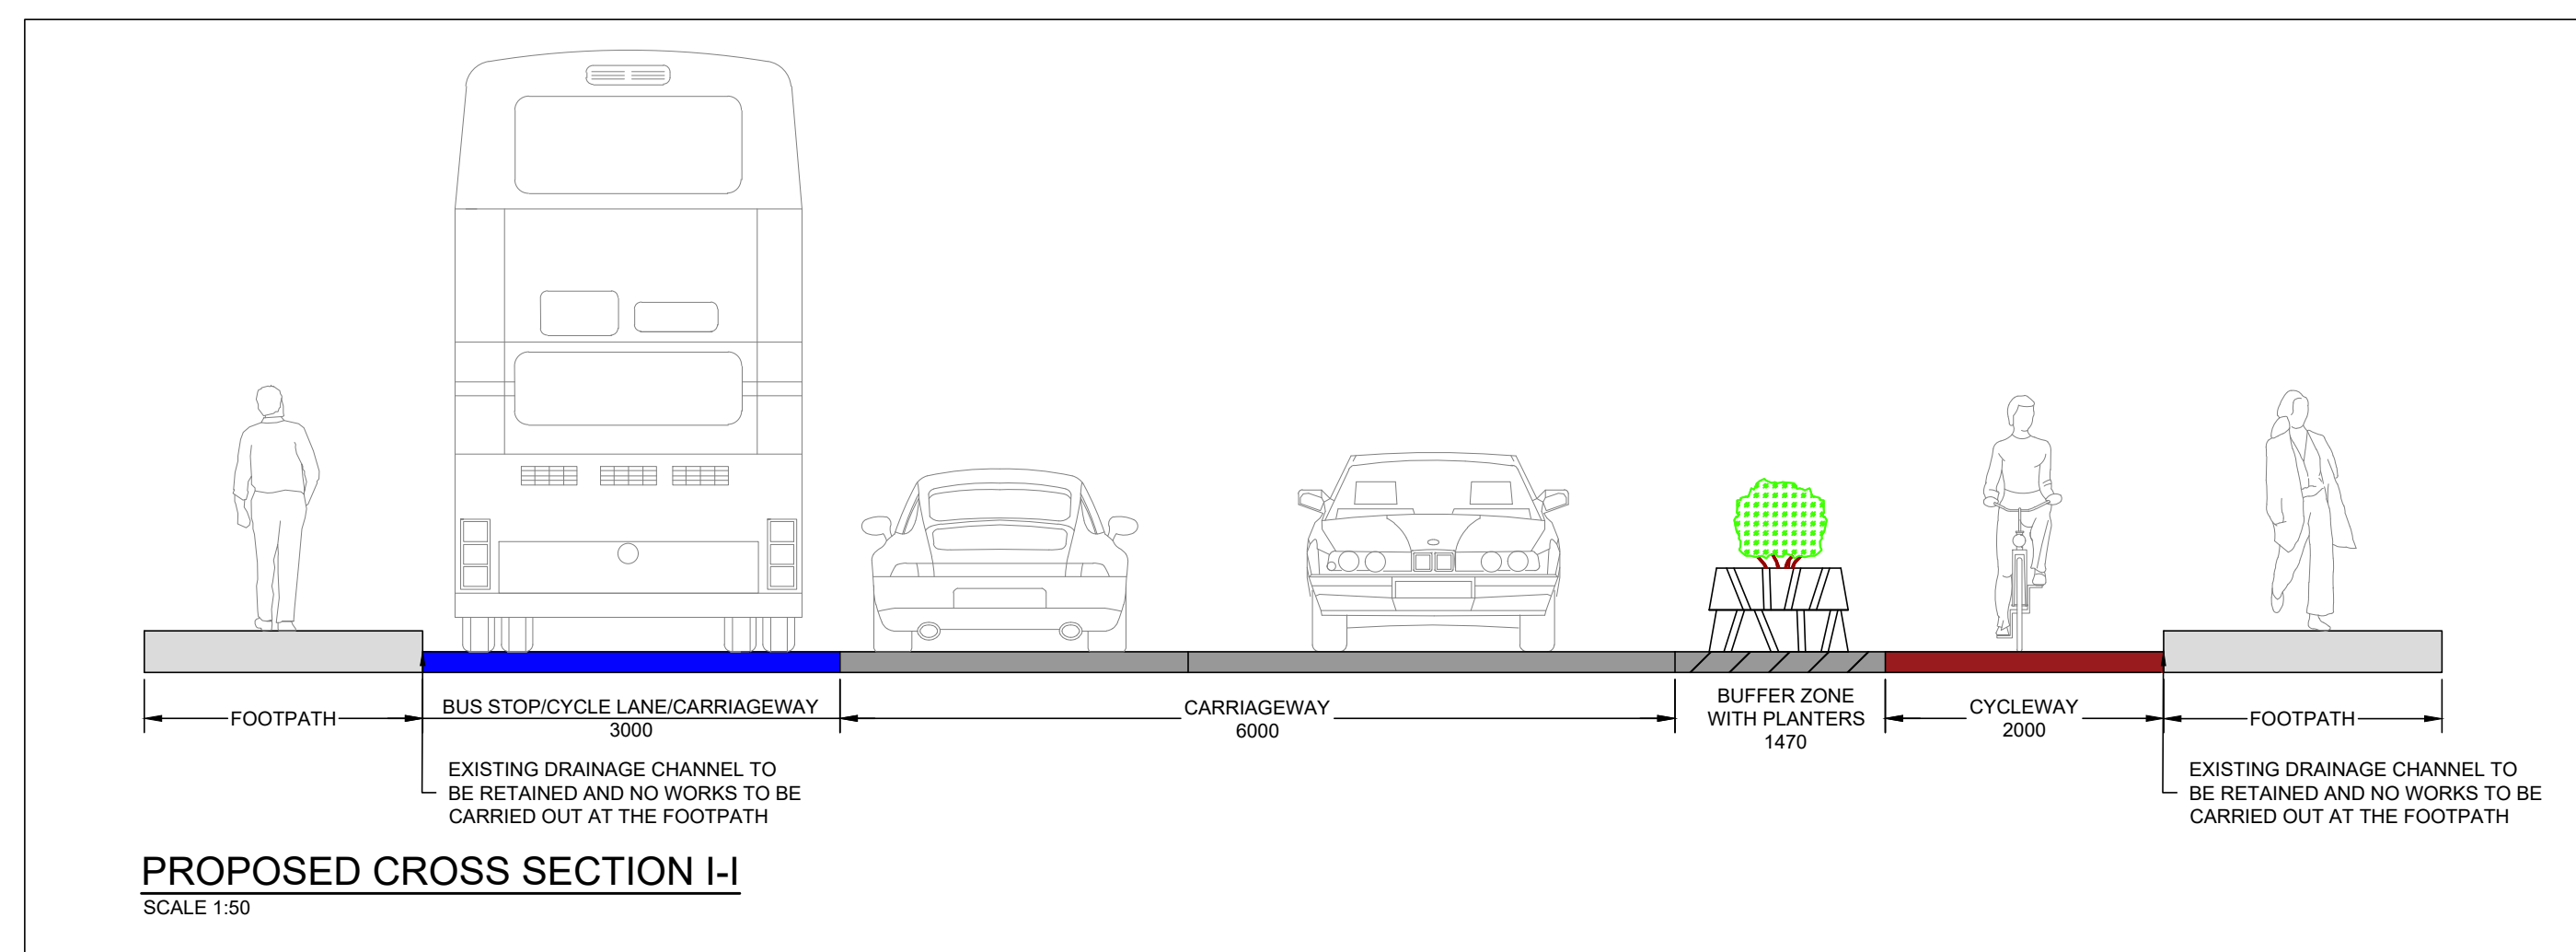 FOOTPATH
BUS STOP/CYCLE LANE/CARRIAGEWAY
3000
CARRIAGEWAY
6000
BUFFER ZONE
WITH PLANTERS
1470
CYCLEWAY
2000
FOOTPATH
EXISTING DRAINAGE CHANNEL TO
BE RETAINED AND NO WORKS TO BE
CARRIED OUT AT THE FOOTPATH
EXISTING DRAINAGE CHANNEL TO
BE RETAINED AND NO WORKS TO BE
CARRIED OUT AT THE FOOTPATH
PROPOSED CROSS SECTION I-I
SCALE 1:50